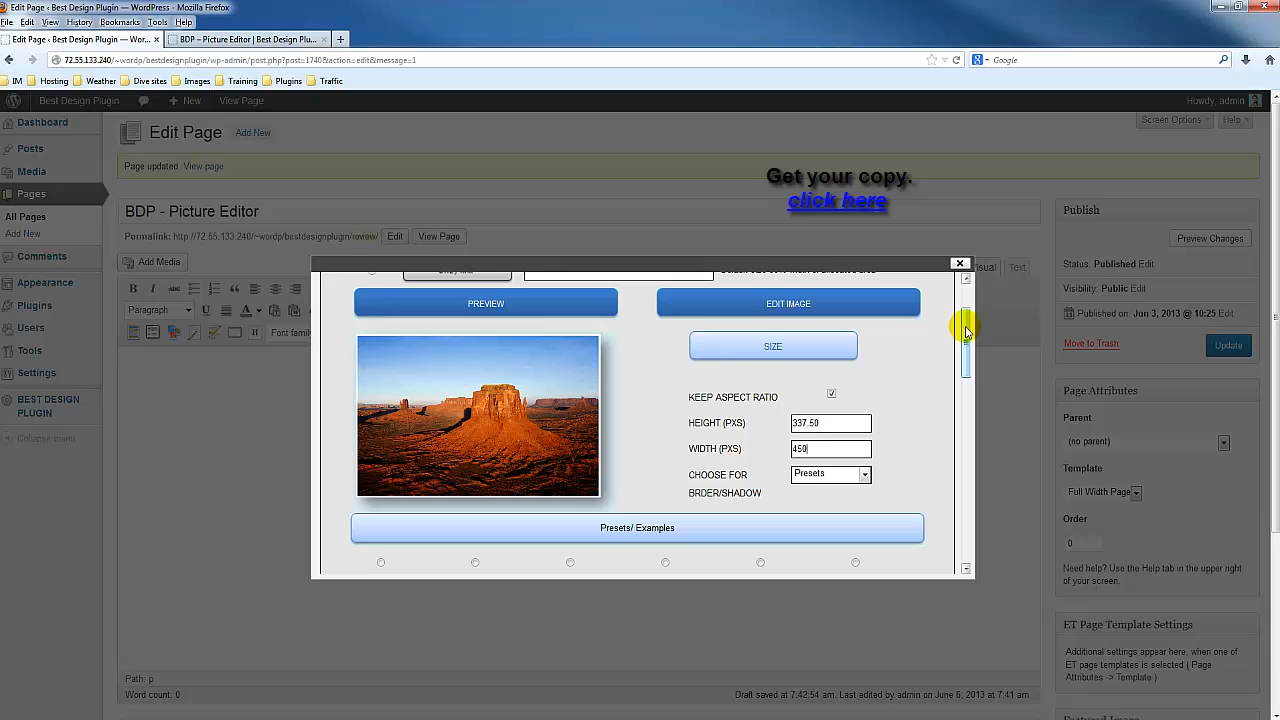 Edit Page ‹ Best Design Plugin — WordPress - Mozilla Firefox
File Edit View History Bookmarks Tools Help
Edit Page ‹ Best Design Plugin — Wor... × BDP – Picture Editor | Best Design Plu... × +
72.55.133.240/~wordp/bestdesignplugin/wp-admin/post.php?post=1740&action=edit&message=1 Google
IM Hosting Weather Dive sites Images Training Plugins Traffic
Best Design Plugin + New View Page Howdy, admin
Dashboard
Posts
Media
Pages
All Pages
Add New
Comments
Appearance
Plugins
Users
Tools
Settings
BEST DESIGN
PLUGIN
Collapse menu
Screen Options Help
Edit Page Add New
Page updated. View page
Get your copy.
click here
BDP - Picture Editor
Permalink: http://72.55.133.240/~wordp/bestdesignplugin/review/ Edit View Page
Add Media Visual Text
B I ABC
U A
Paragraph
Font family
PREVIEW EDIT IMAGE
SIZE
KEEP ASPECT RATIO
HEIGHT (PXS) 337.50
WIDTH (PXS) 450
CHOOSE FOR Presets
BRDER/SHADOW
Presets/ Examples
Path: p
Word count: 0 Draft saved at 7:42:54 am. Last edited by admin on June 6, 2013 at 7:41 am
Publish
Preview Changes
Status: Published Edit
Visibility: Public Edit
Published on: Jun 3, 2013 @ 10:25 Edit
Move to Trash Update
Page Attributes
Parent
(no parent)
Template
Full Width Page
Order
0
Need help? Use the Help tab in the upper right
of your screen.
ET Page Template Settings
Additional settings appear here, when one of
ET page templates is selected ( Page
Attributes -> Template )